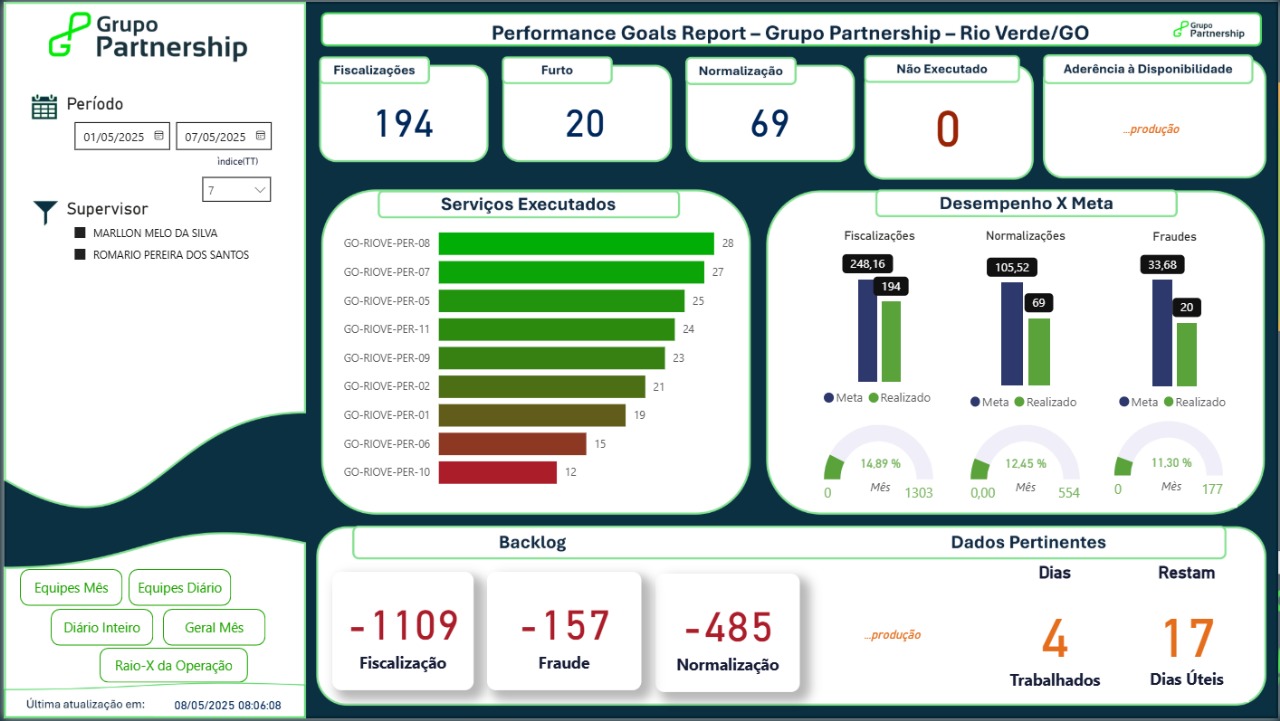 Grupo
Partnership
Período
01/05/2025 07/05/2025
índice(TT)
7
Supervisor
MARLLON MELO DA SILVA
ROMARIO PEREIRA DOS SANTOS
Equipes Mês Equipes Diário
Diário Inteiro Geral Mês
Raio-X da Operação
Última atualização em: 08/05/2025 08:06:08
Performance Goals Report – Grupo Partnership – Rio Verde/GO
Grupo
Partnership
Fiscalizações
194
Furto
20
Normalização
69
Não Executado
0
Aderência à Disponibilidade
...produção
Serviços Executados
GO-RIOVE-PER-08 28
GO-RIOVE-PER-07 27
GO-RIOVE-PER-05 25
GO-RIOVE-PER-11 24
GO-RIOVE-PER-09 23
GO-RIOVE-PER-02 21
GO-RIOVE-PER-01 19
GO-RIOVE-PER-06 15
GO-RIOVE-PER-10 12
Desempenho X Meta
Fiscalizações
248,16
194
Meta Realizado
14,89 %
Mês
0 1303
Normalizações
105,52
69
Meta Realizado
12,45 %
Mês
0,00 554
Fraudes
33,68
20
Meta Realizado
11,30 %
Mês
0 177
Backlog
-1109
Fiscalização
-157
Fraude
-485
Normalização
Dados Pertinentes
...produção
Dias
4
Trabalhados
Restam
17
Dias Úteis